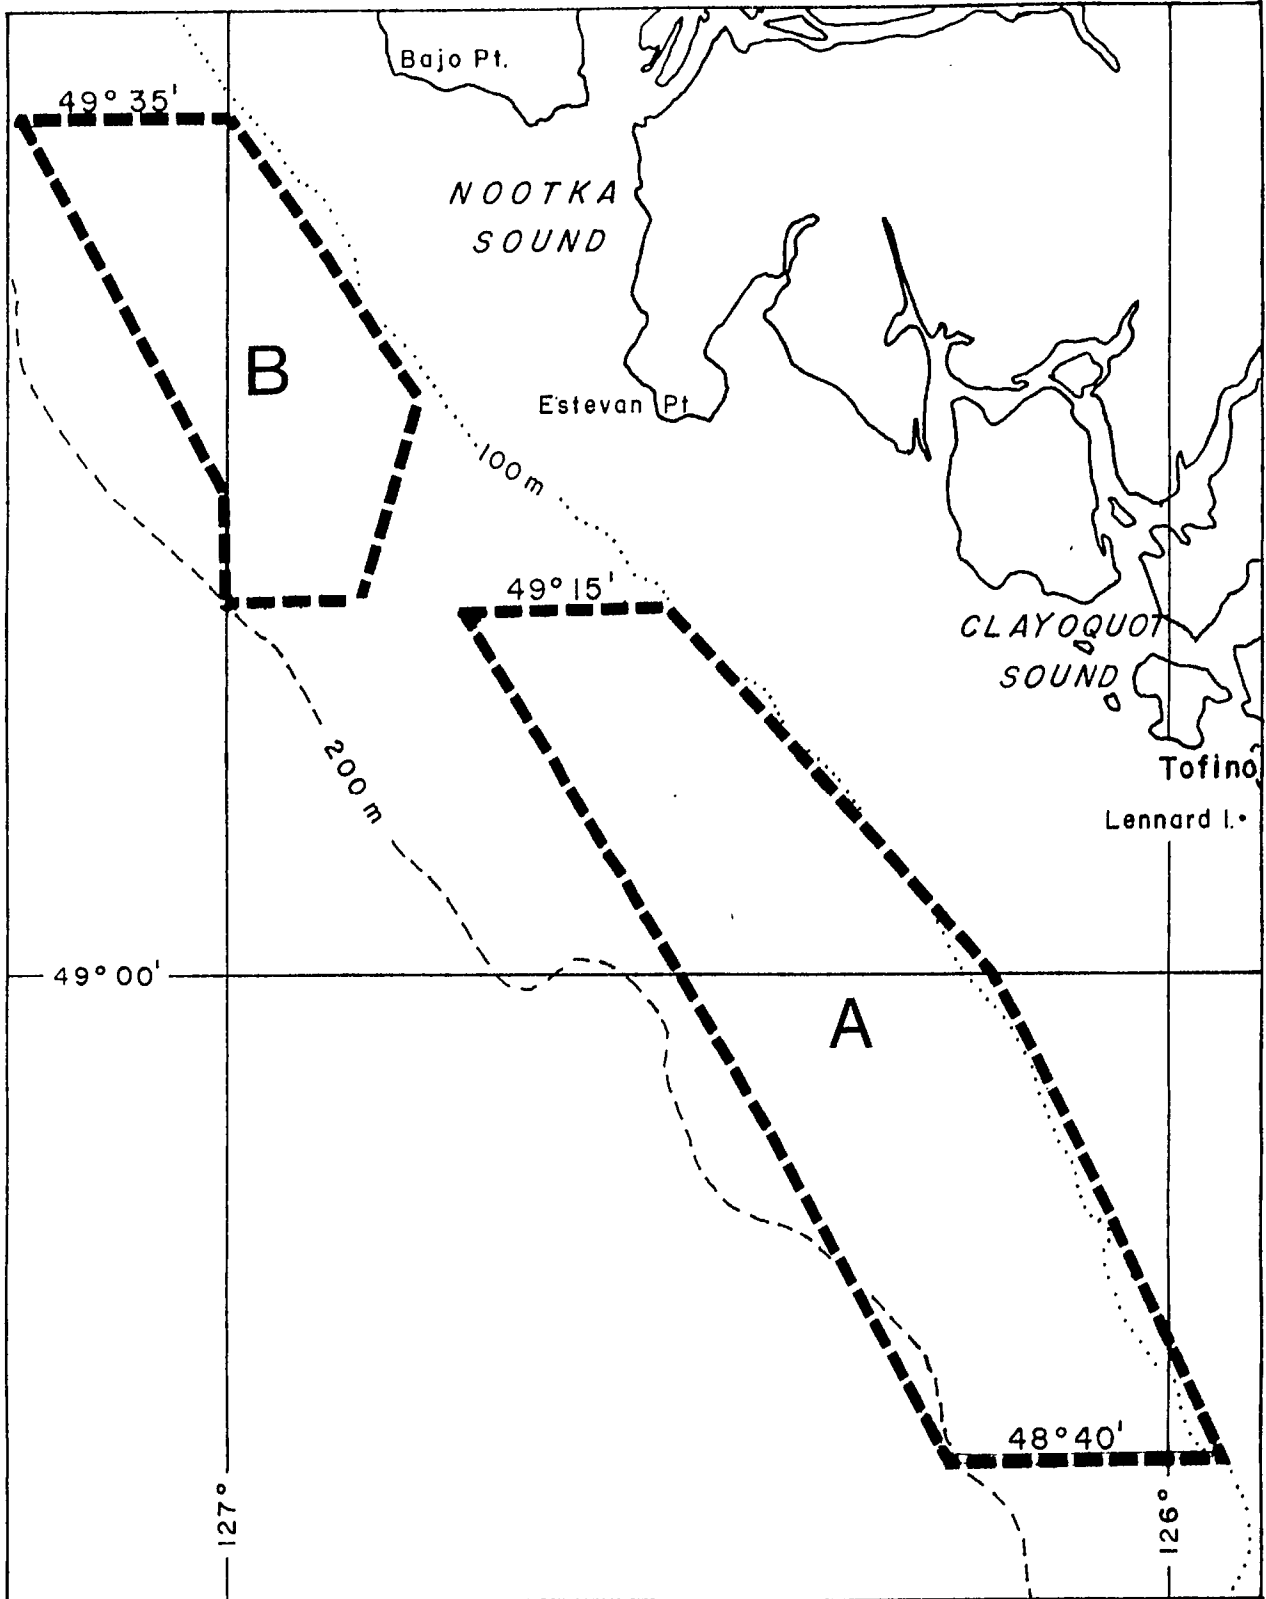 Bajo Pt.
49° 35'
NOOTKA
SOUND
B
Estevan Pt
100 m
49° 15'
CLAYOQUOT
SOUND
200 m
Tofino
Lennard I.
49° 00'
A
48° 40'
127°
126°